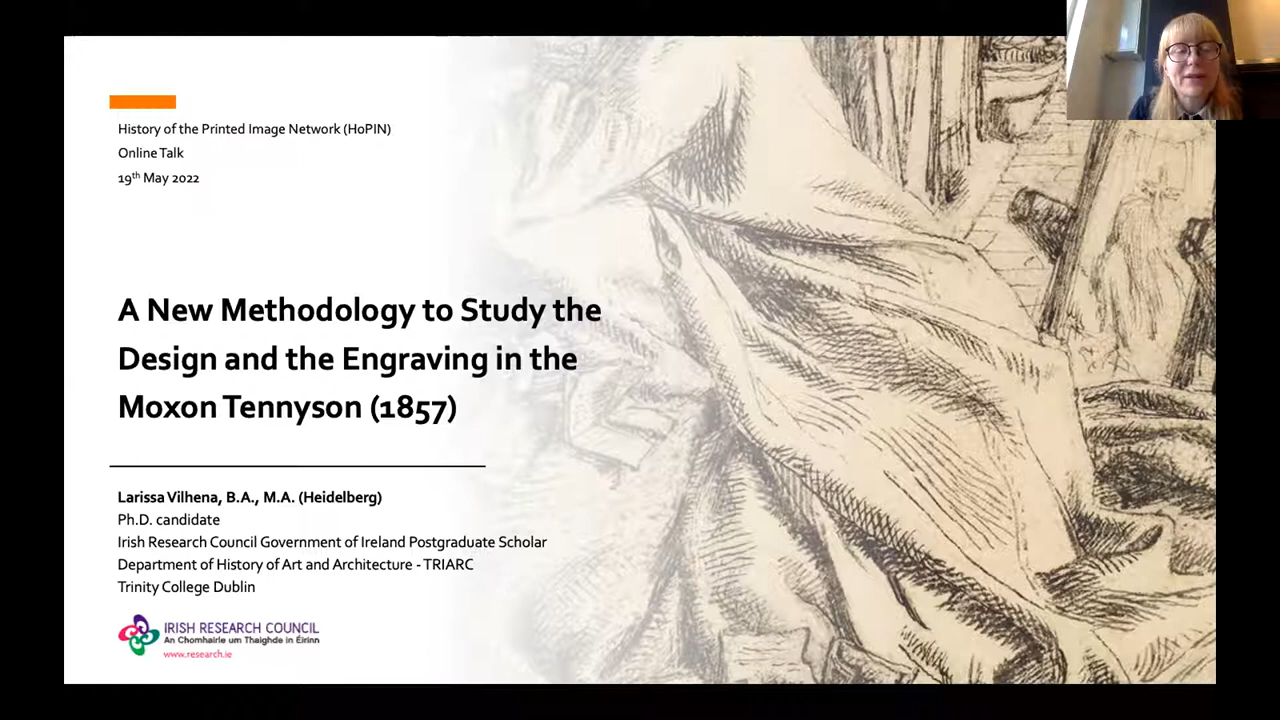 History of the Printed Image Network (HoPIN)
Online Talk
19th May 2022
A New Methodology to Study the
Design and the Engraving in the
Moxon Tennyson (1857)
Larissa Vilhena, B.A., M.A. (Heidelberg)
Ph.D. candidate
Irish Research Council Government of Ireland Postgraduate Scholar
Department of History of Art and Architecture - TRIARC
Trinity College Dublin
IRISH RESEARCH COUNCIL
An Chomhairle um Thaighde in Éirinn
www.research.ie